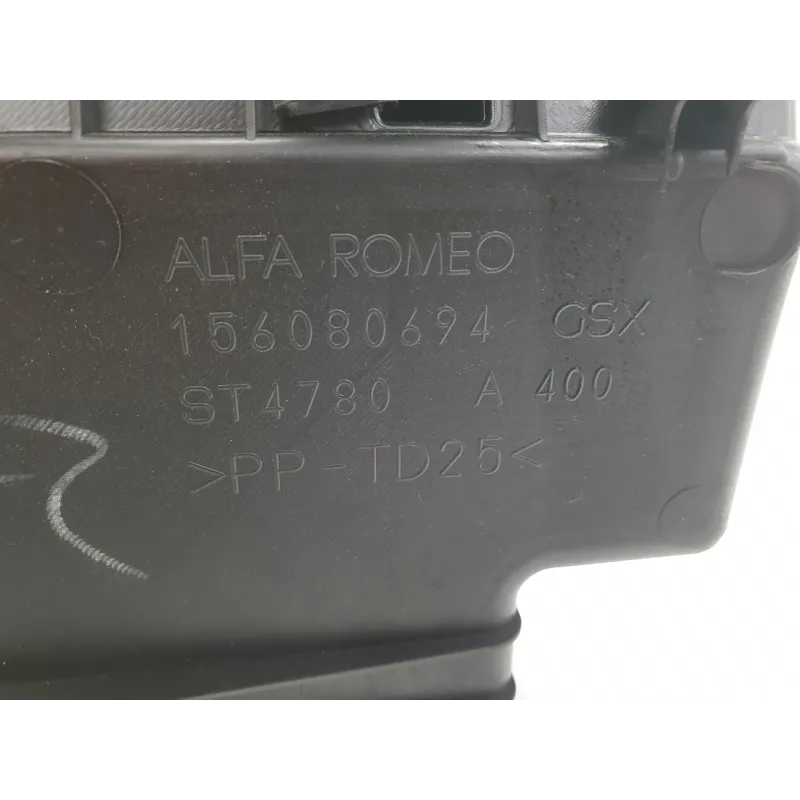 ALFA ROMEO
156080694 GSX
ST4780 A 400
>PP-TD25<